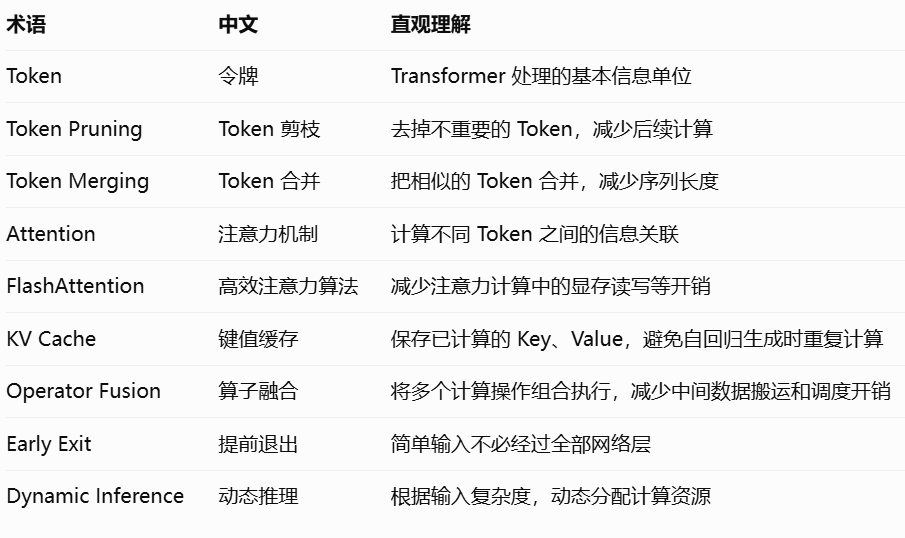 术语 中文 直观理解
Token 令牌 Transformer 处理的基本信息单位
Token Pruning Token 剪枝 去掉不重要的 Token，减少后续计算
Token Merging Token 合并 把相似的 Token 合并，减少序列长度
Attention 注意力机制 计算不同 Token 之间的信息关联
FlashAttention 高效注意力算法 减少注意力计算中的显存读写等开销
KV Cache 键值缓存 保存已计算的 Key、Value，避免自回归生成时重复计算
Operator Fusion 算子融合 将多个计算操作组合执行，减少中间数据搬运和调度开销
Early Exit 提前退出 简单输入不必经过全部网络层
Dynamic Inference 动态推理 根据输入复杂度，动态分配计算资源